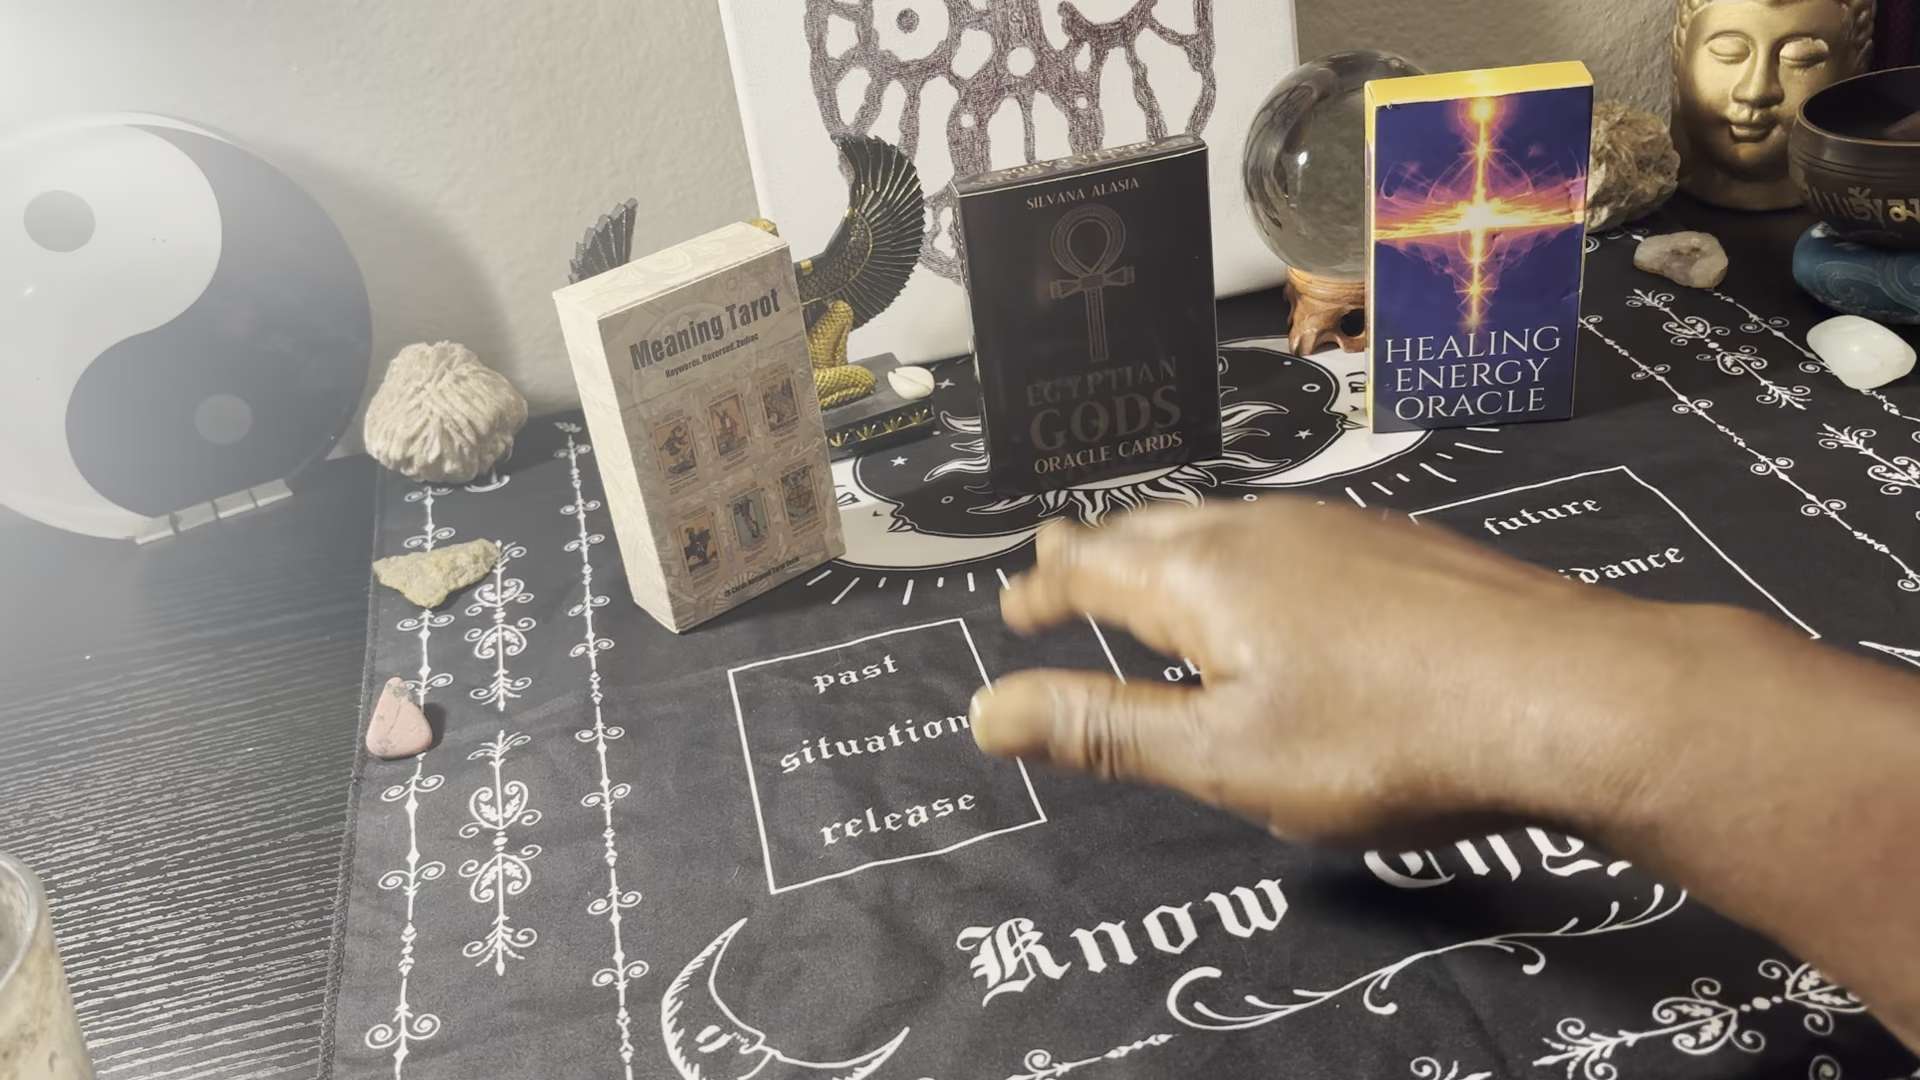 Meaning Tarot
Keywords. Reversed. Zodiac
SILVANA ALASIA
EGYPTIAN
GODS
ORACLE CARDS
HEALING
ENERGY
ORACLE
past
situation
release
future
Know